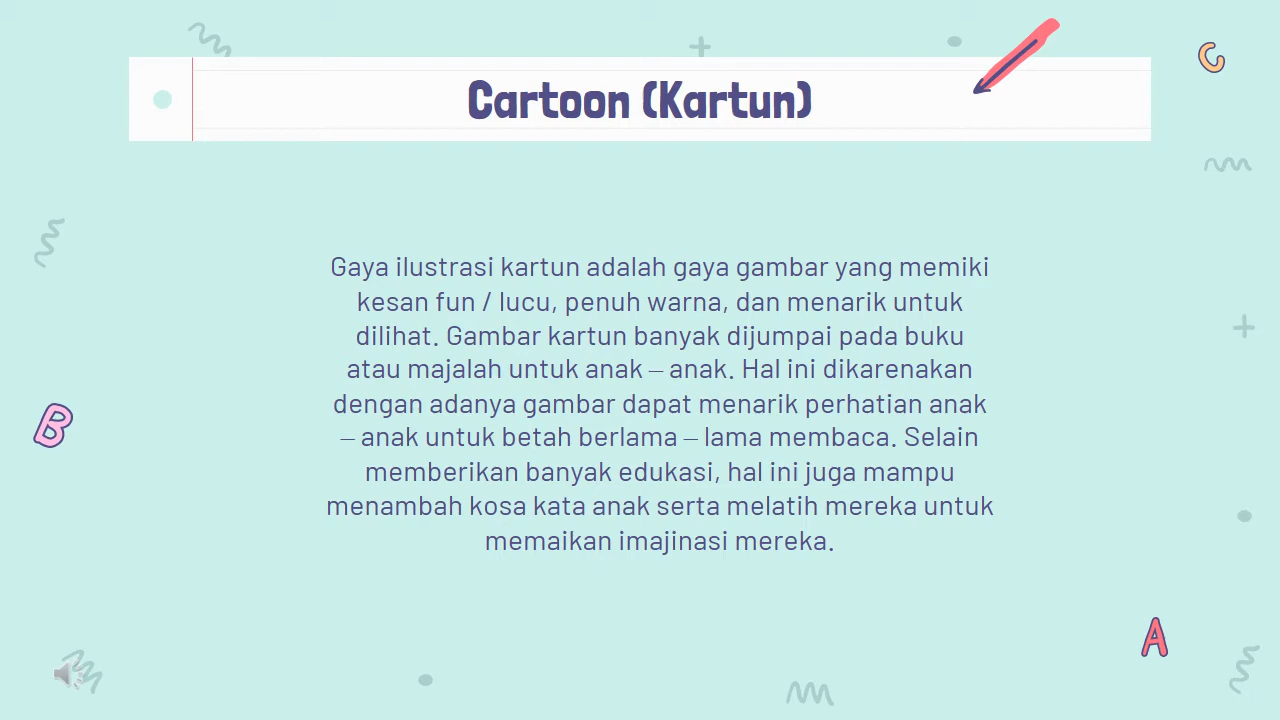 Cartoon (Kartun)
Gaya ilustrasi kartun adalah gaya gambar yang memiki
kesan fun / lucu, penuh warna, dan menarik untuk
dilihat. Gambar kartun banyak dijumpai pada buku
atau majalah untuk anak – anak. Hal ini dikarenakan
dengan adanya gambar dapat menarik perhatian anak
– anak untuk betah berlama – lama membaca. Selain
memberikan banyak edukasi, hal ini juga mampu
menambah kosa kata anak serta melatih mereka untuk
memaikan imajinasi mereka.
C
B
A